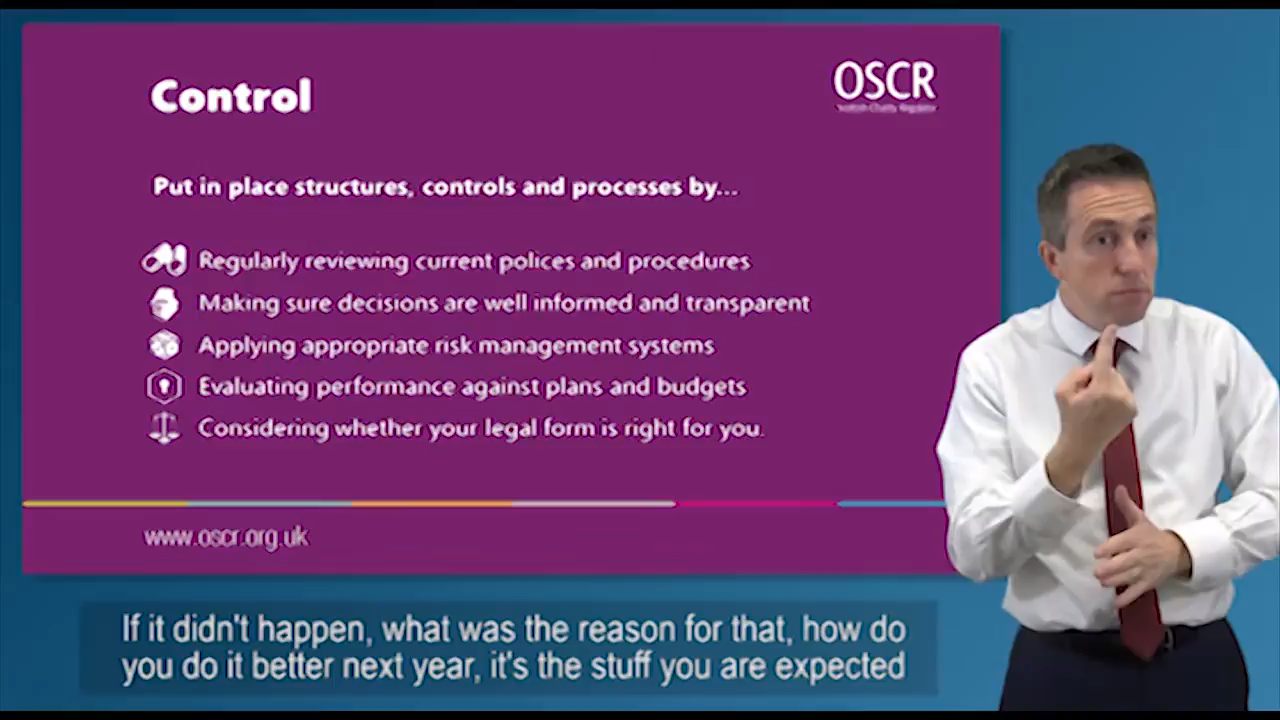 Control
OSCR
Scottish Charity Regulator
Put in place structures, controls and processes by...
Regularly reviewing current polices and procedures
Making sure decisions are well informed and transparent
Applying appropriate risk management systems
Evaluating performance against plans and budgets
Considering whether your legal form is right for you.
www.oscr.org.uk
If it didn't happen, what was the reason for that, how do
you do it better next year, it's the stuff you are expected